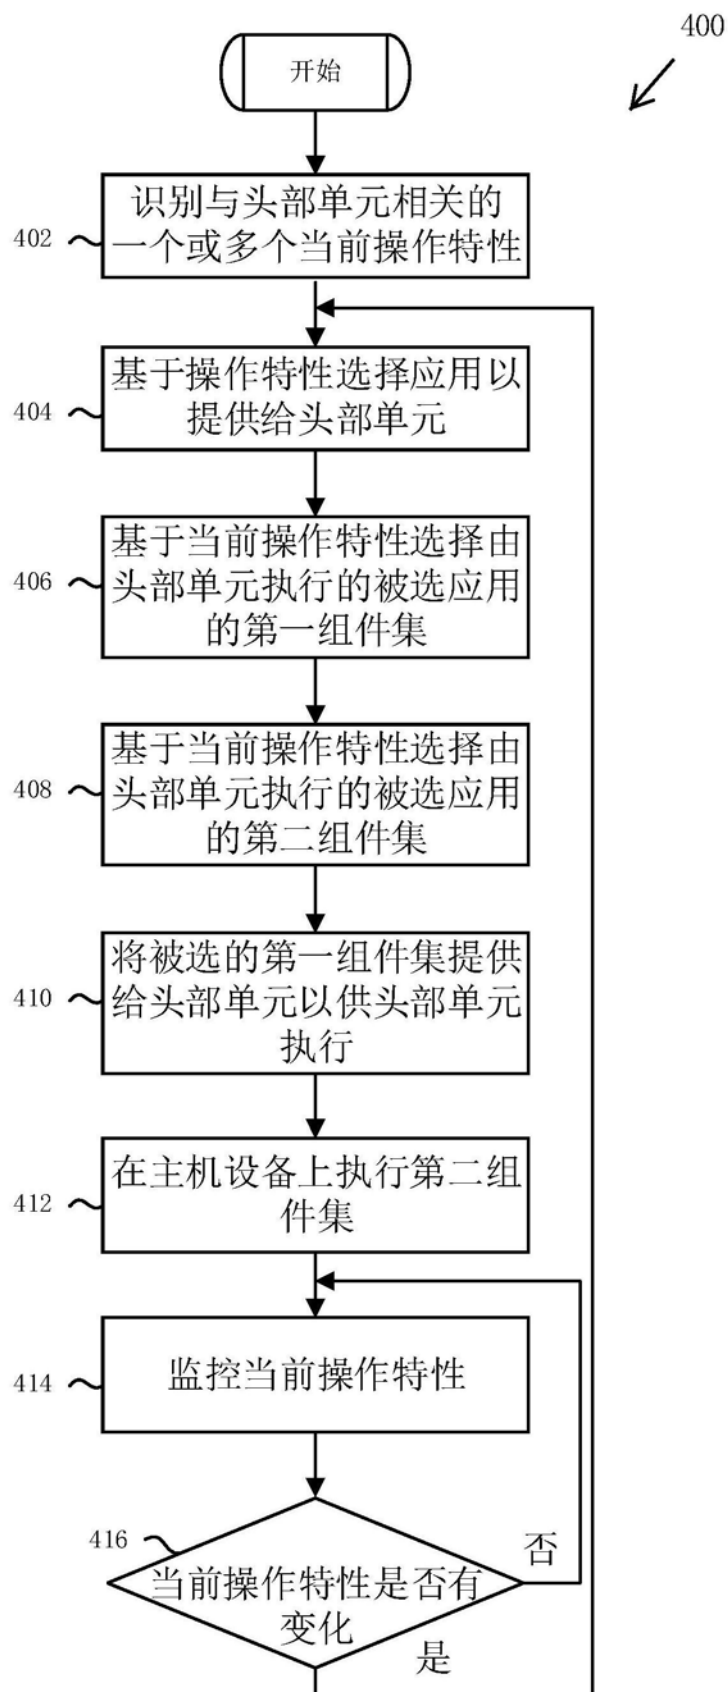 400
开始
402
识别与头部单元相关的
一个或多个当前操作特性
404
基于操作特性选择应用以
提供给头部单元
406
基于当前操作特性选择由
头部单元执行的被选应用
的第一组件集
408
基于当前操作特性选择由
头部单元执行的被选应用
的第二组件集
410
将被选的第一组件集提供
给头部单元以供头部单元
执行
412
在主机设备上执行第二组
件集
414
监控当前操作特性
416
否
当前操作特性是否有
变化
是